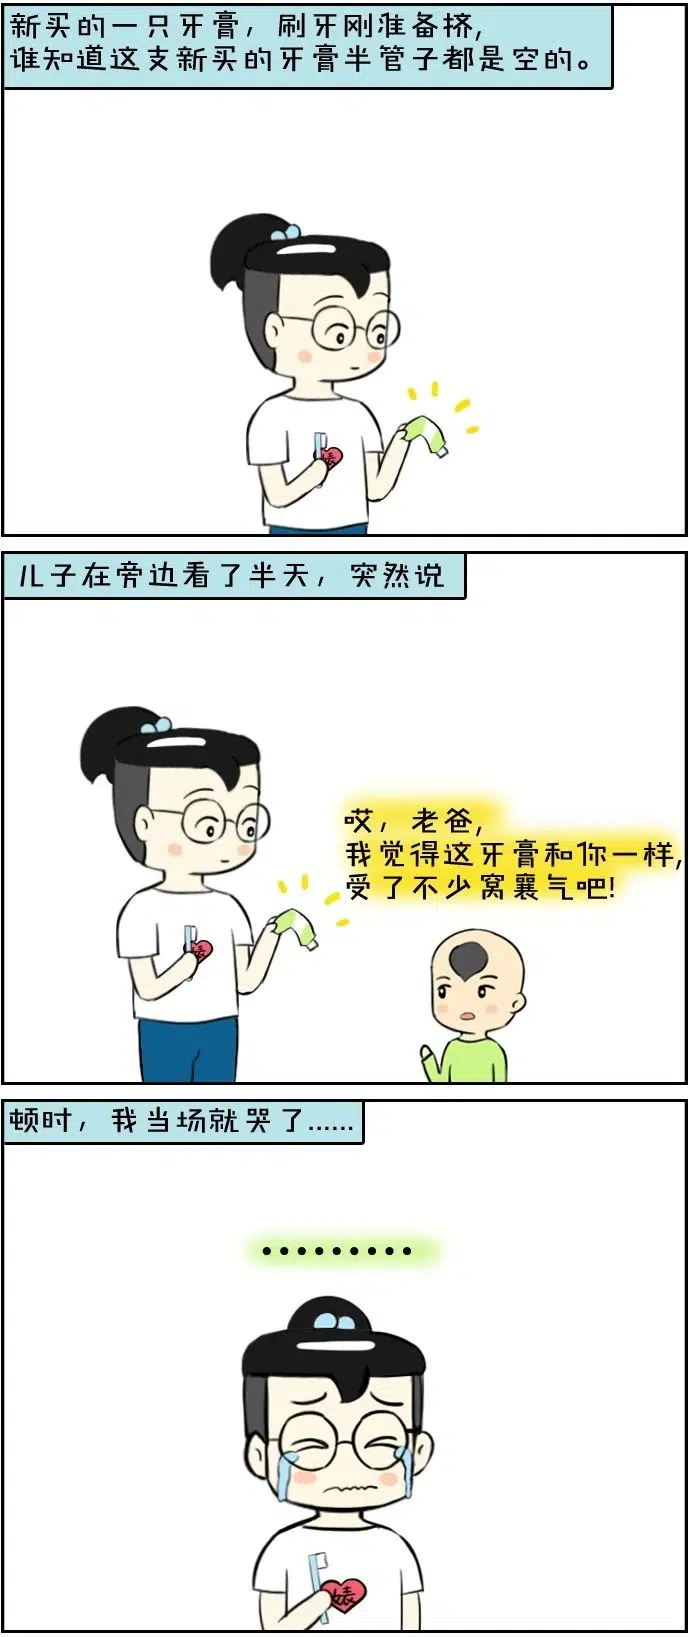 新买的一只牙膏，刷牙刚准备挤,
谁知道这支新买的牙膏半管子都是空的。
儿子在旁边看了半天，突然说
哎，老爸,
我觉得这牙膏和你一样,
受了不少窝襄气吧!
顿时，我当场就哭了......
•••••••••
婊